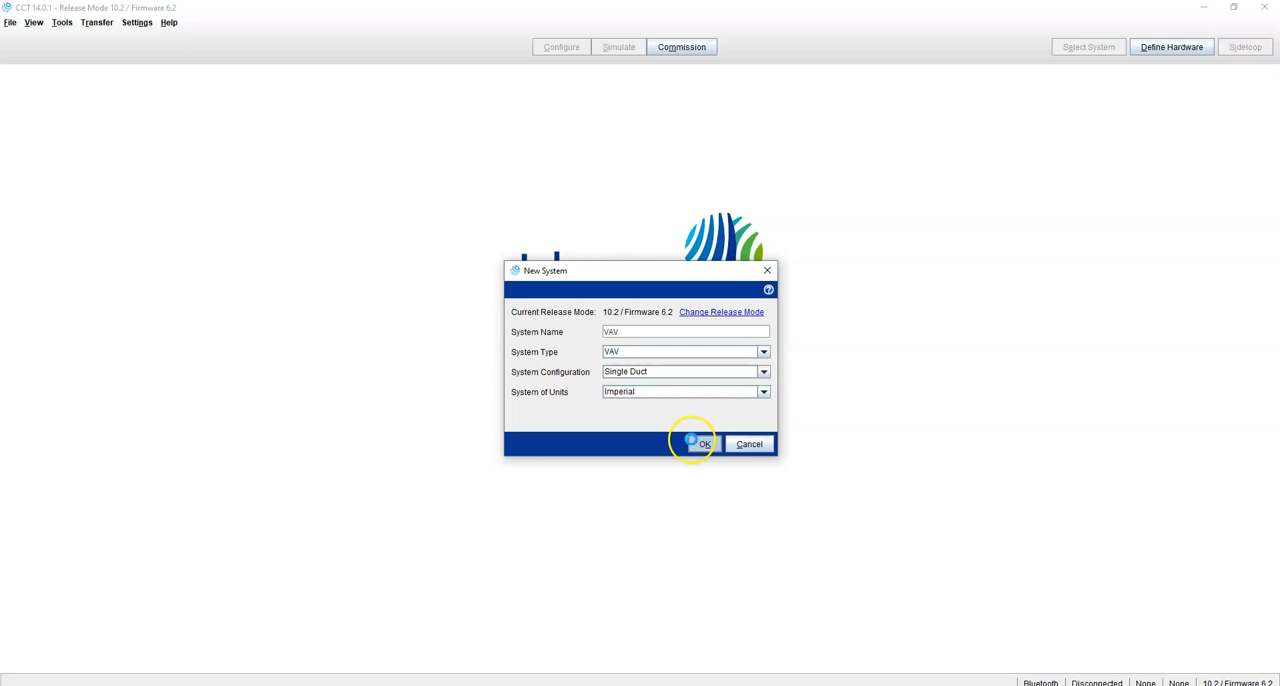 CCT 14.0.1 - Release Mode 10.2 / Firmware 6.2
File View Tools Transfer Settings Help
Configure Simulate Commission Select System Define Hardware Sideloop
New System
Current Release Mode: 10.2 / Firmware 6.2 Change Release Mode
System Name VAV
System Type VAV
System Configuration Single Duct
System of Units Imperial
OK Cancel
Bluetooth Disconnected None None 10.2 / Firmware 6.2